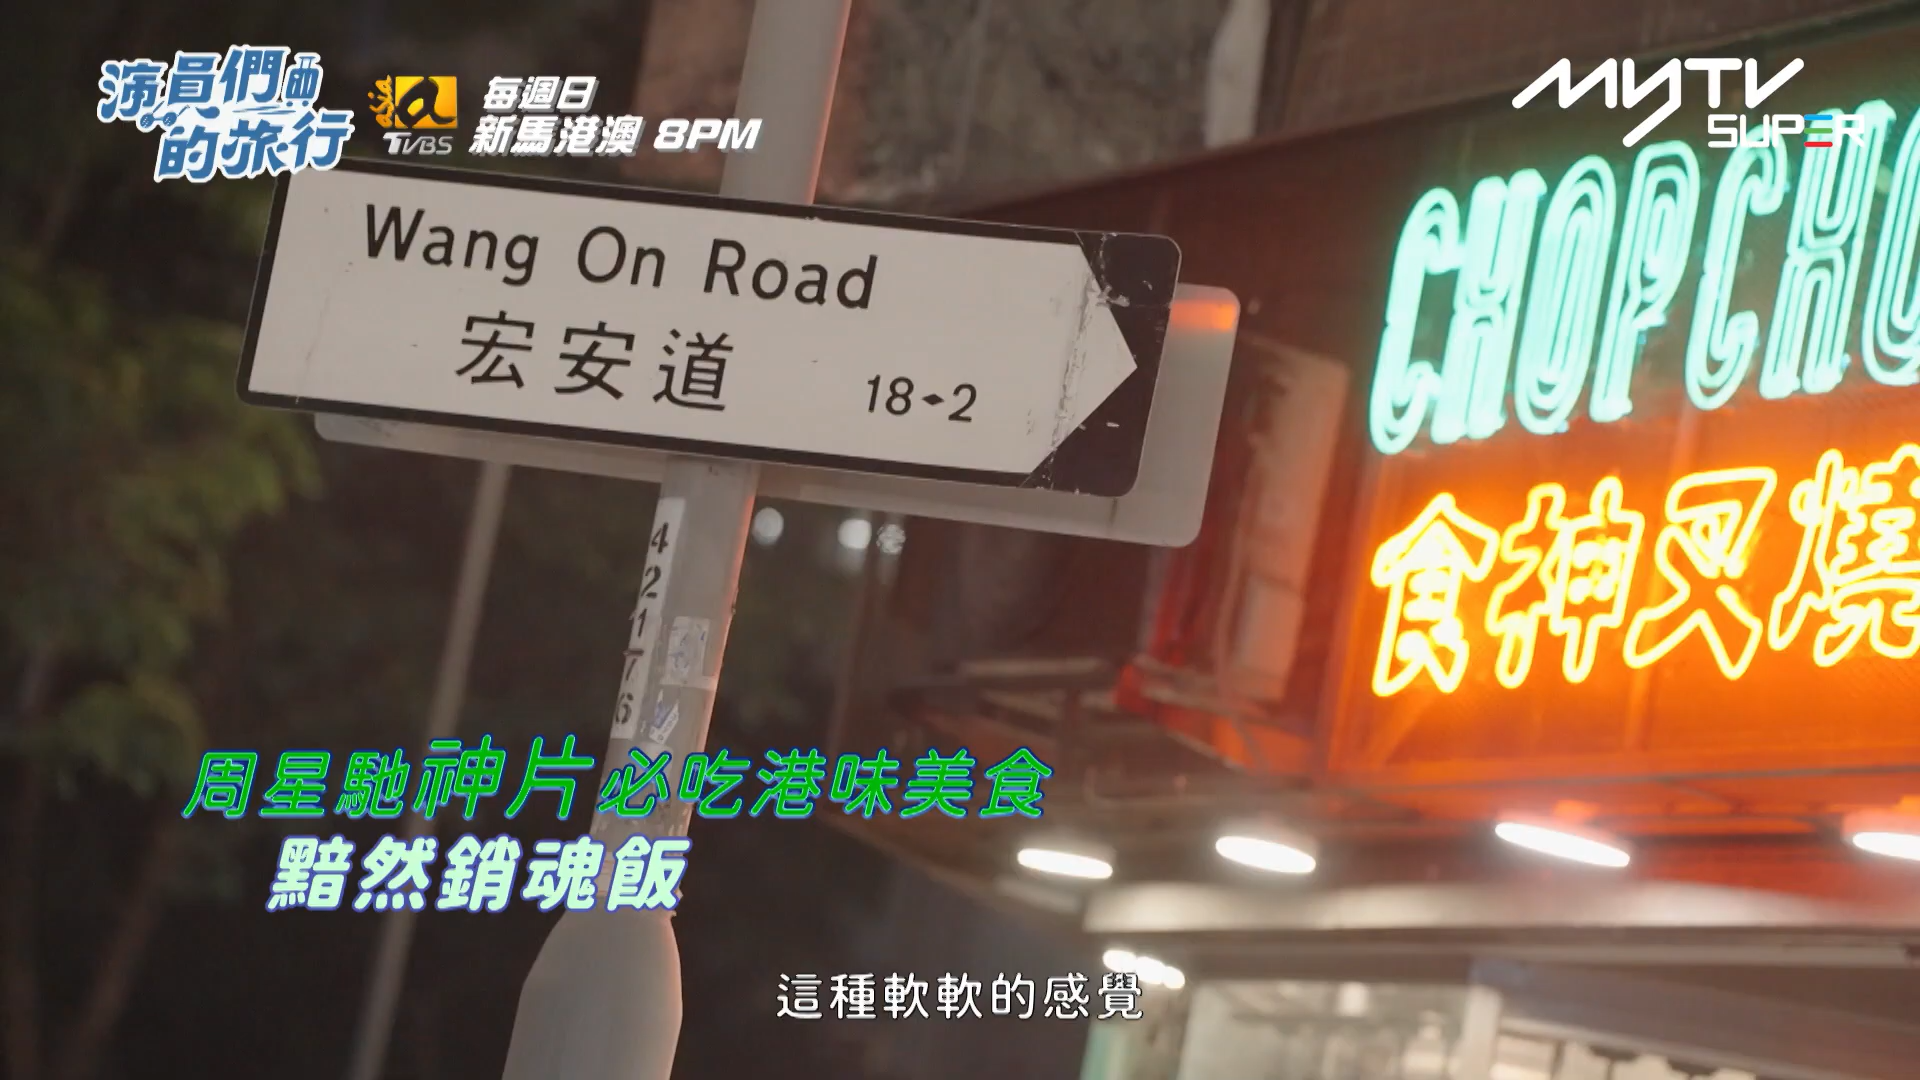 演員們的旅行
TVBS
每週日
新馬港澳 8PM
MYTV
SUPER
Wang On Road
宏安道
18-2
CHOPCHO
食神叉燒
42176
周星馳神片必吃港味美食
黯然銷魂飯
這種軟軟的感覺